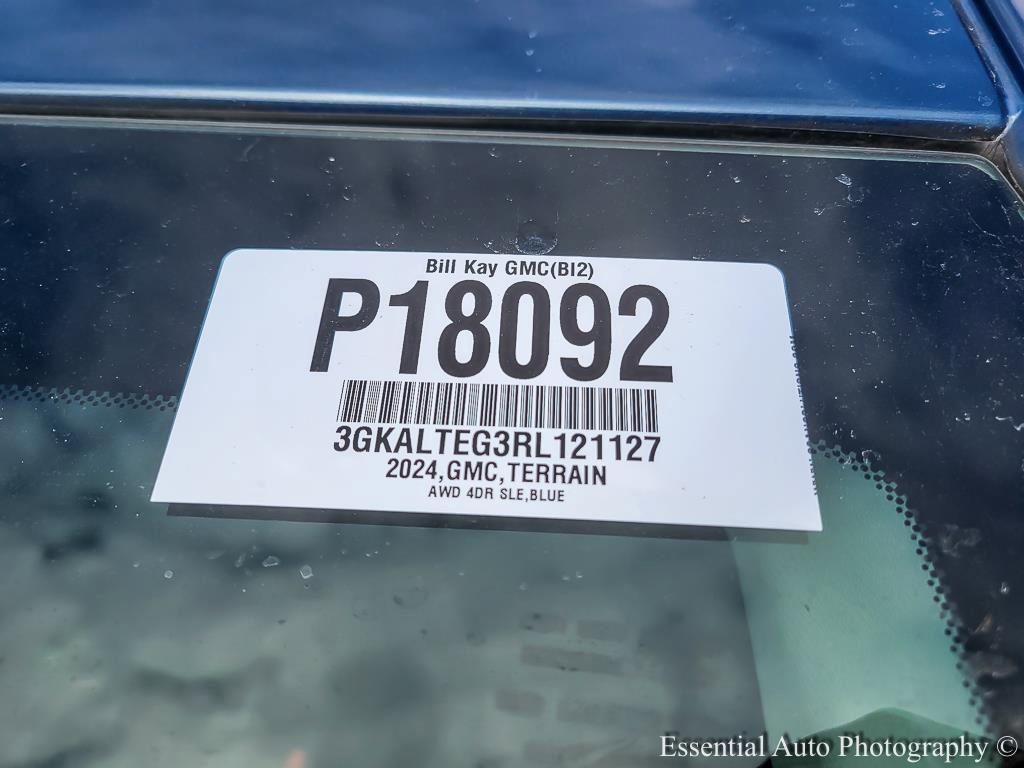 Bill Kay GMC(BI2)
P18092
3GKALTEG3RL121127
2024,GMC,TERRAIN
AWD 4DR SLE,BLUE
Essential Auto Photography ©